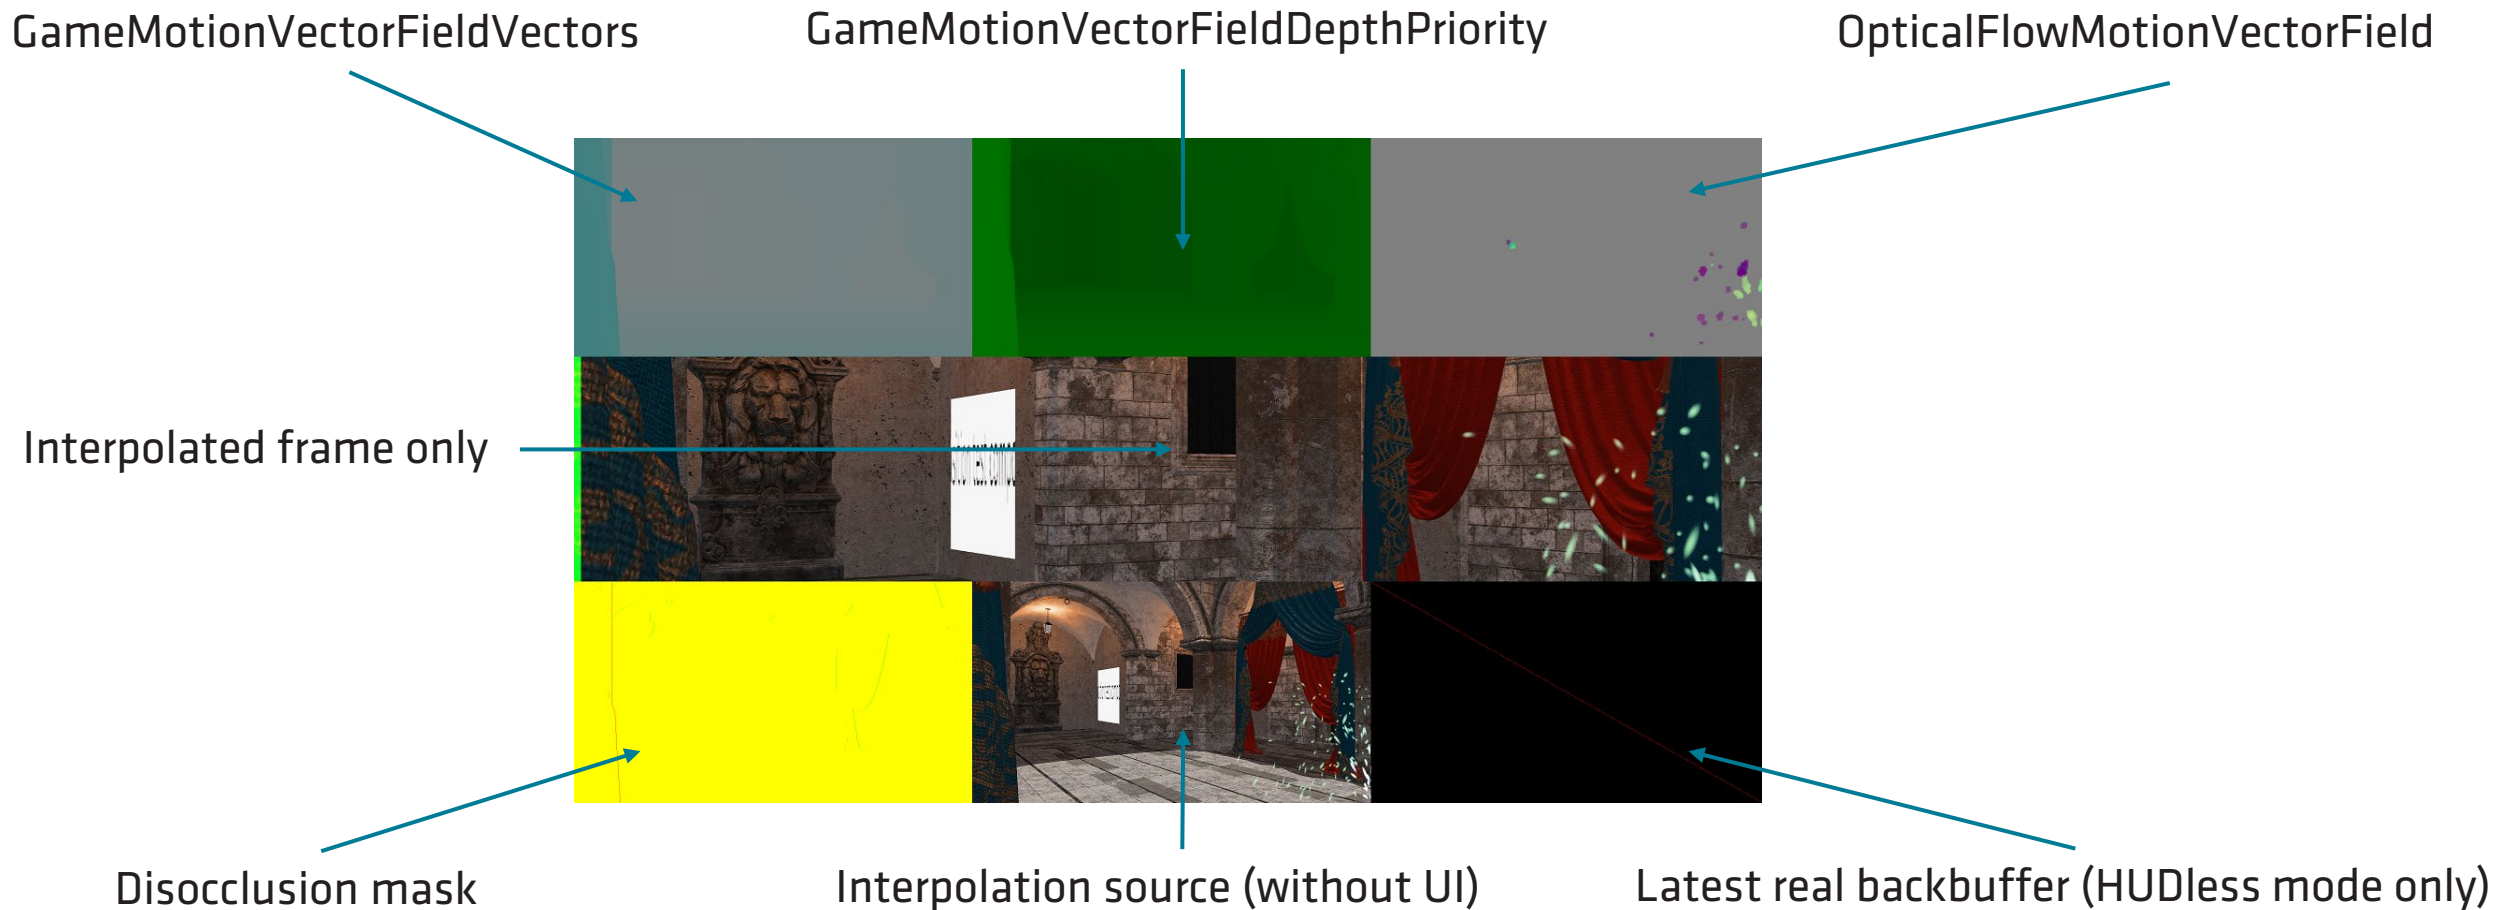 GameMotionVectorFieldVectors
GameMotionVectorFieldDepthPriority
OpticalFlowMotionVectorField
Interpolated frame only
Disocclusion mask
Interpolation source (without UI)
Latest real backbuffer (HUDless mode only)